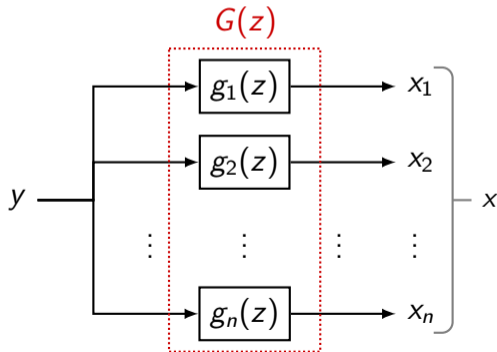 G(z)
g₁(z) x₁
g₂(z) x₂
y x
⋮ ⋮ ⋮ ⋮
gₙ(z) xₙ